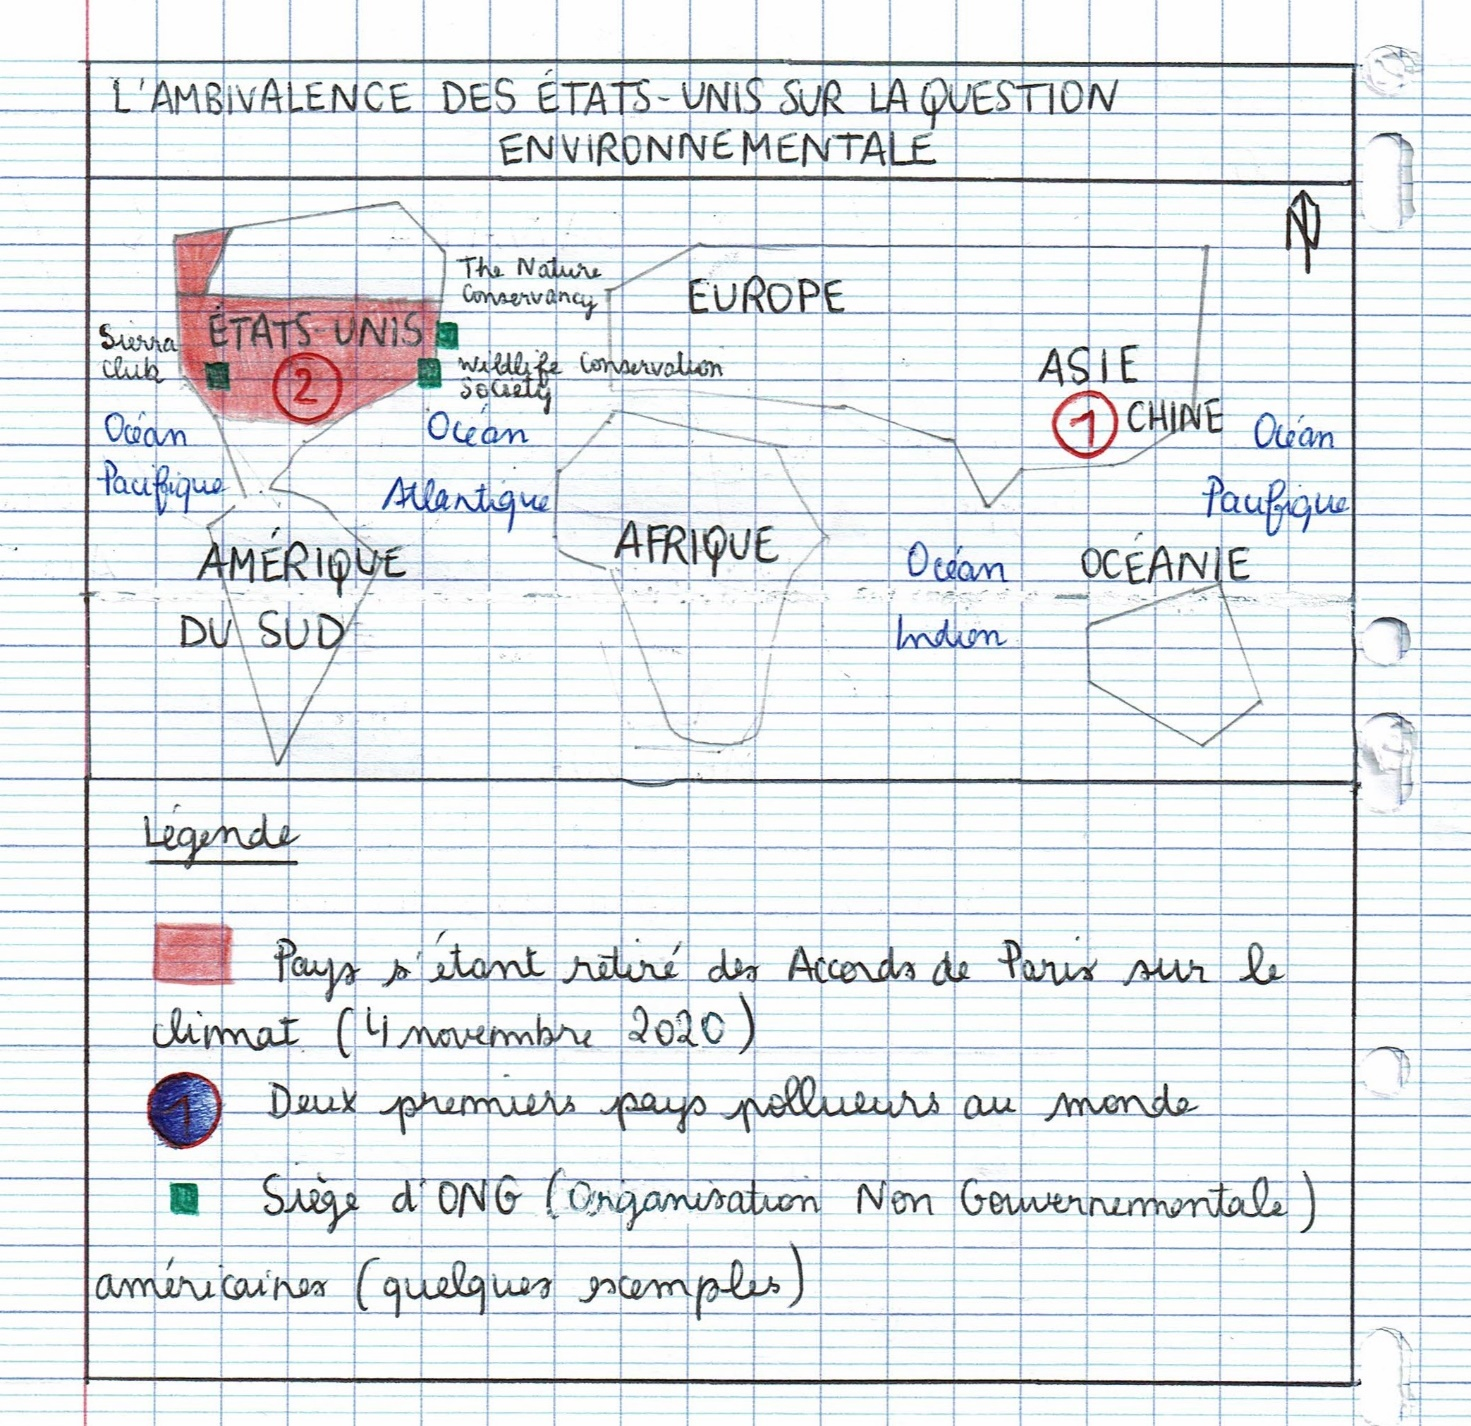 L'AMBIVALENCE DES ÉTATS-UNIS SUR LA QUESTION
ENVIRONNEMENTALE
N
The Nature
Conservancy
EUROPE
ÉTATS-UNIS
Sierra
Club
2
Wildlife Conservation
Society
ASIE
1 CHINE
Océan
Pacifique
Océan
Atlantique
Océan
Pacifique
AFRIQUE
AMÉRIQUE
DU SUD
Océan
Indien
OCÉANIE
Légende
Pays s'étant retiré des Accords de Paris sur le
climat (4 novembre 2020)
1 Deux premiers pays pollueurs au monde
Siège d'ONG (Organisation Non Gouvernementale)
américaines (quelques exemples)